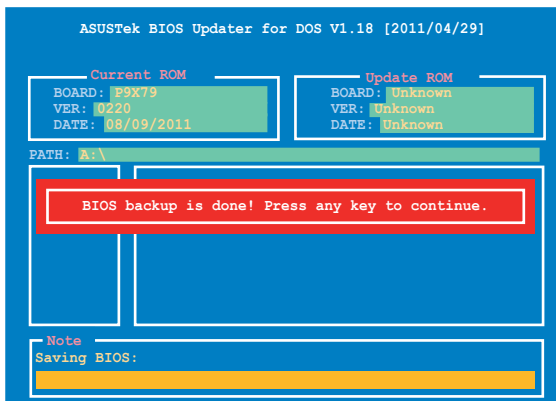 ASUSTek BIOS Updater for DOS V1.18 [2011/04/29]
Current ROM
BOARD: P9X79
VER: 0220
DATE: 08/09/2011
Update ROM
BOARD: Unknown
VER: Unknown
DATE: Unknown
PATH: A:\
BIOS backup is done! Press any key to continue.
Note
Saving BIOS: